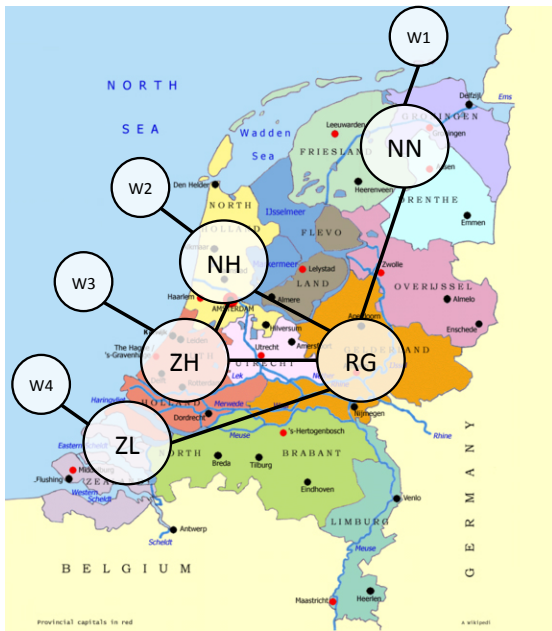 W1
NORTH
SEA
Wadden
Sea
Delfzijl
Ems
GRONINGEN
Groningen
Leeuwarden
FRIESLAND
NN
Assen
W2
Den Helder
Heerenveen
DRENTHE
Emmen
NORTH
HOLLAND
IJsselmeer
FLEVO
LAND
NH
Markermeer
Lelystad
Zwolle
OVERIJSSEL
Almelo
Enschede
W3
Haarlem
AMSTERDAM
Almere
Hilversum
Apeldoorn
Leiden
The Hague
's-Gravenhage
ZH
Utrecht
Amersfoort
UTRECHT
RG
GELDERLAND
Rotterdam
Lek
W4
HOLLAND
Haringvliet
Merwede
Dordrecht
Nijmegen
Rhine
ZL
Meuse
's-Hertogenbosch
Eastern Scheldt
NORTH
BRABANT
Middelburg
Flushing
Breda
Tilburg
Eindhoven
Western
Scheldt
Venlo
LIMBURG
Antwerp
Scheldt
Meuse
BELGIUM
GERMANY
Maastricht
Heerlen
Provincial capitals in red
A Wikipedi